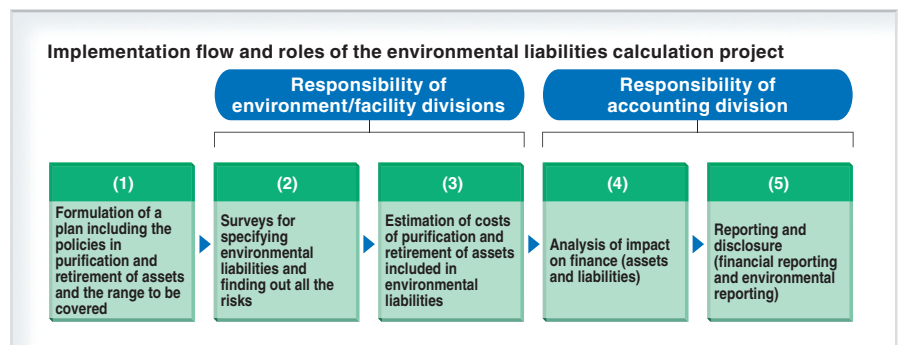 Implementation flow and roles of the environmental liabilities calculation project
Responsibility of
environment/facility divisions
Responsibility of
accounting division
(1)
Formulation of a
plan including the
policies in
purification and
retirement of assets
and the range to be
covered
(2)
Surveys for
specifying
environmental
liabilities and
finding out all the
risks
(3)
Estimation of costs
of purification and
retirement of assets
included in
environmental
liabilities
(4)
Analysis of impact
on finance (assets
and liabilities)
(5)
Reporting and
disclosure
(financial reporting
and environmental
reporting)